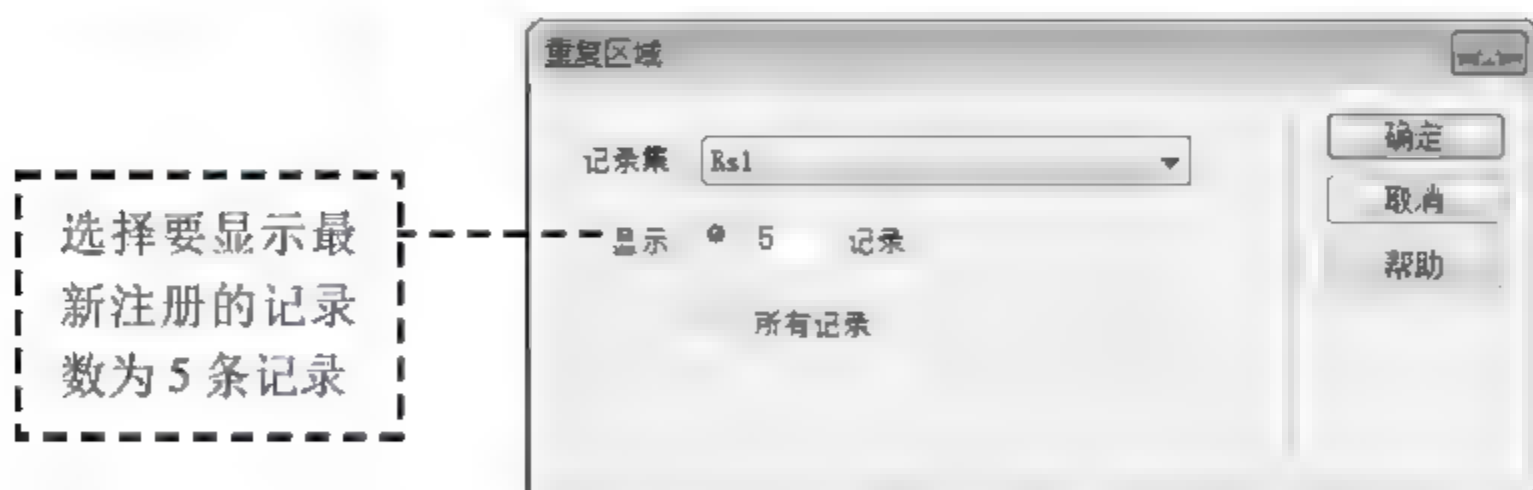 重复区域
记录集 Rs1
确定
取消
帮助
显示 5 记录
所有记录
选择要显示最
新注册的记录
数为 5 条记录